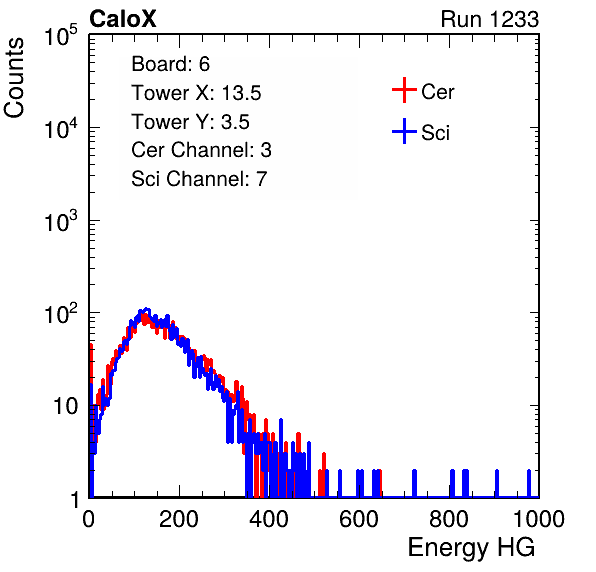 CaloX Run 1233
Counts
10^5
10^4
10^3
10^2
10
1
Board: 6
Tower X: 13.5
Tower Y: 3.5
Cer Channel: 3
Sci Channel: 7
Cer
Sci
0 200 400 600 800 1000
Energy HG